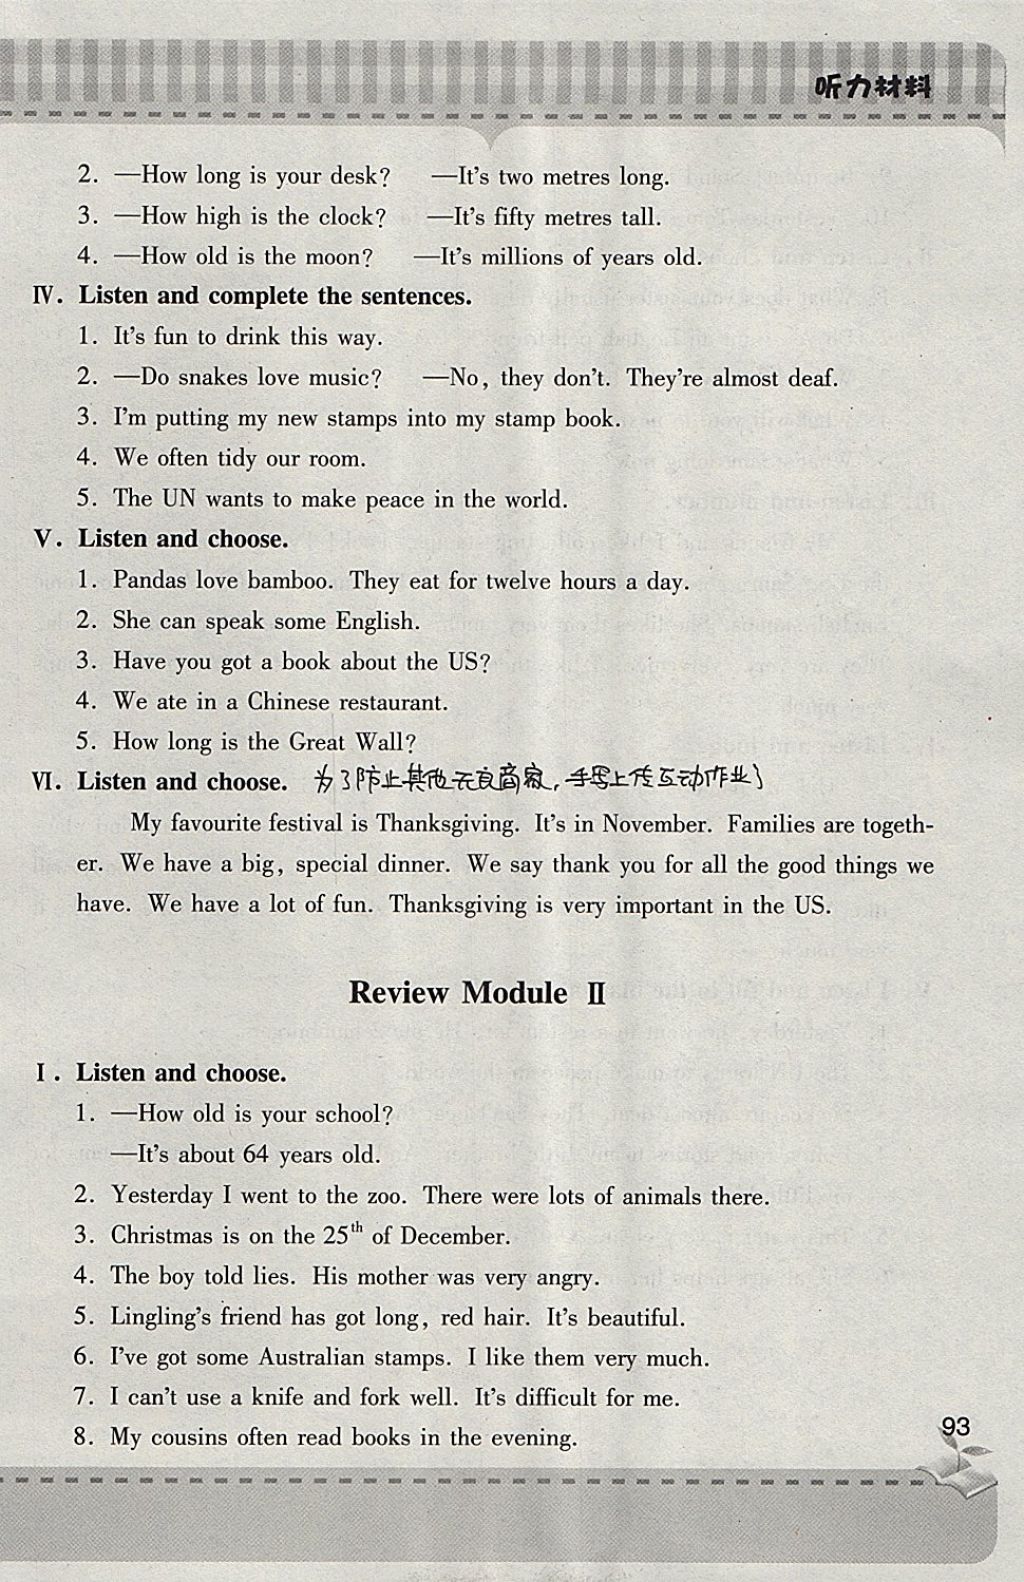 听力材料
2. —How long is your desk? —It's two metres long.
3. —How high is the clock? —It's fifty metres tall.
4. —How old is the moon? —It's millions of years old.
Ⅳ. Listen and complete the sentences.
1. It's fun to drink this way.
2. —Do snakes love music? —No, they don't. They're almost deaf.
3. I'm putting my new stamps into my stamp book.
4. We often tidy our room.
5. The UN wants to make peace in the world.
Ⅴ. Listen and choose.
1. Pandas love bamboo. They eat for twelve hours a day.
2. She can speak some English.
3. Have you got a book about the US?
4. We ate in a Chinese restaurant.
5. How long is the Great Wall?
Ⅵ. Listen and choose. 为了防止其他无良商家,手写上传互动作业了
My favourite festival is Thanksgiving. It's in November. Families are togeth-
er. We have a big, special dinner. We say thank you for all the good things we
have. We have a lot of fun. Thanksgiving is very important in the US.
Review Module Ⅱ
Ⅰ. Listen and choose.
1. —How old is your school?
—It's about 64 years old.
2. Yesterday I went to the zoo. There were lots of animals there.
3. Christmas is on the 25th of December.
4. The boy told lies. His mother was very angry.
5. Lingling's friend has got long, red hair. It's beautiful.
6. I've got some Australian stamps. I like them very much.
7. I can't use a knife and fork well. It's difficult for me.
8. My cousins often read books in the evening.
93